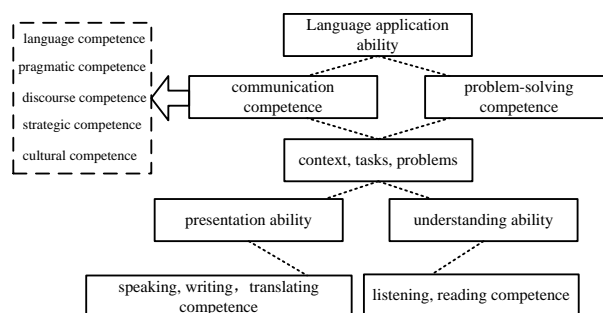 language competence
pragmatic competence
discourse competence
strategic competence
cultural competence
Language application
ability
communication
competence
problem-solving
competence
context, tasks, problems
presentation ability
understanding ability
speaking, writing，translating
competence
listening, reading competence